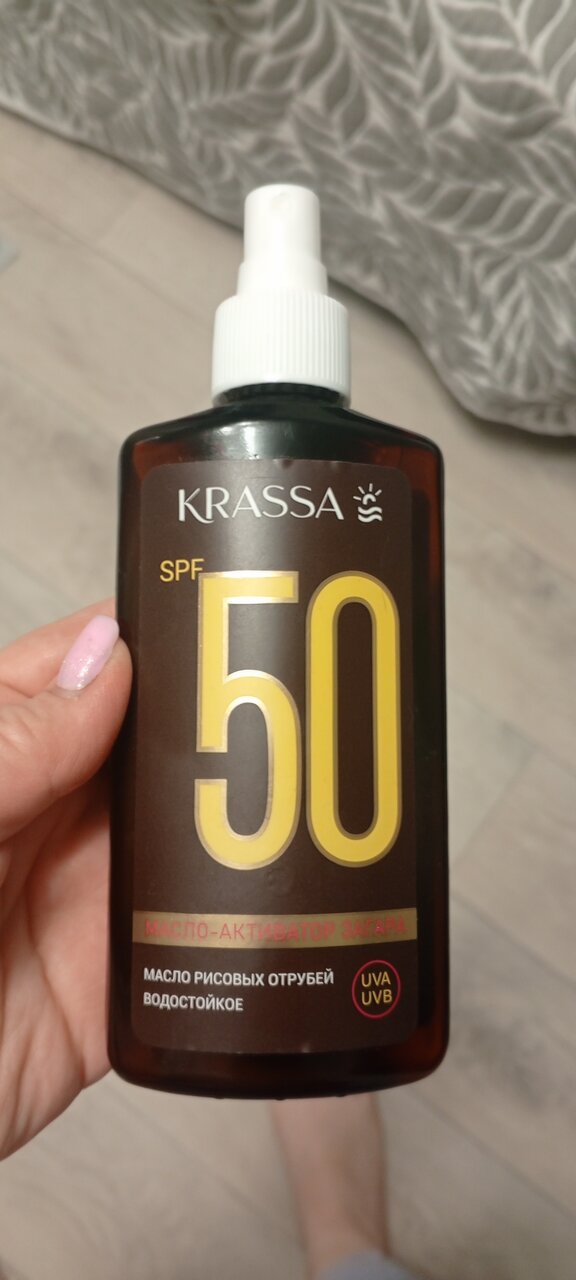 KRASSA
SPF
50
МАСЛО-АКТИВАТОР ЗАГАРА
МАСЛО РИСОВЫХ ОТРУБЕЙ
ВОДОСТОЙКОЕ
UVA
UVB